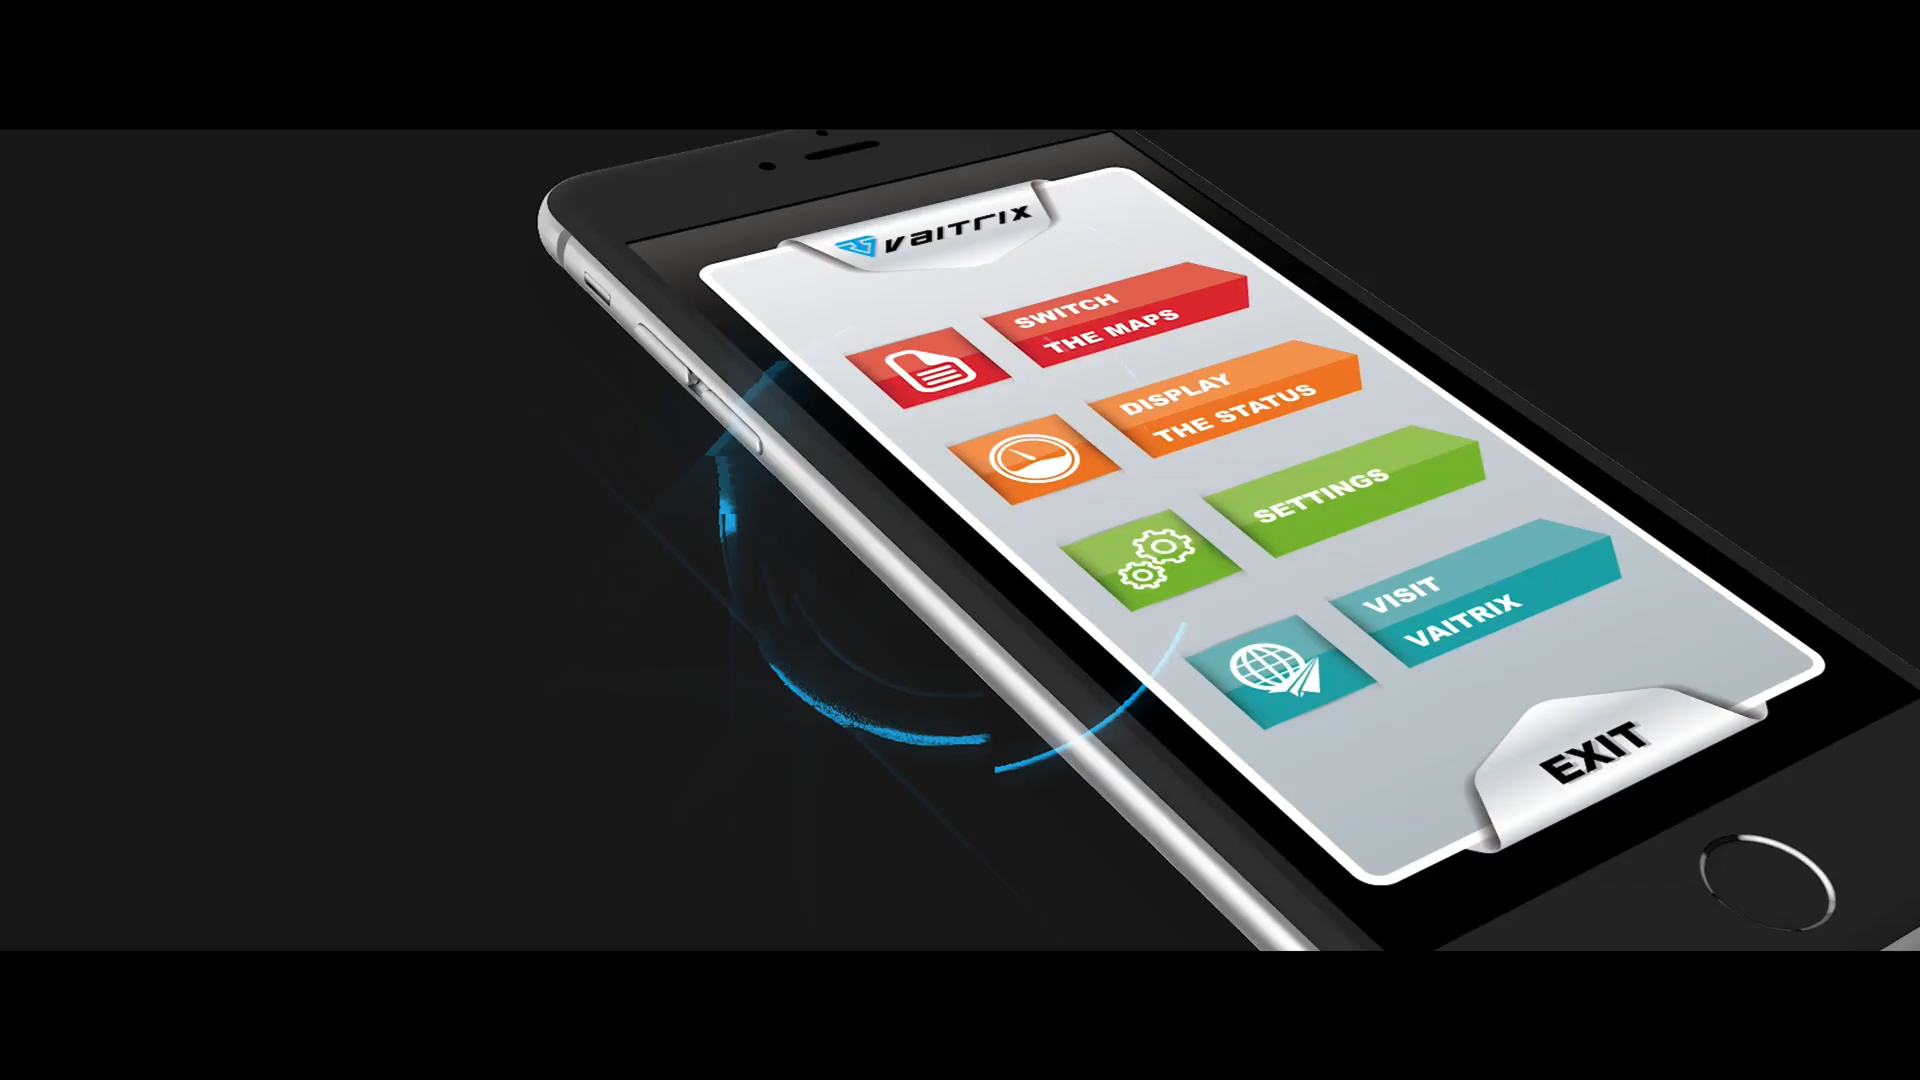 VAITRIX
SWITCH
THE MAPS
DISPLAY
THE STATUS
SETTINGS
VISIT
VAITRIX
EXIT